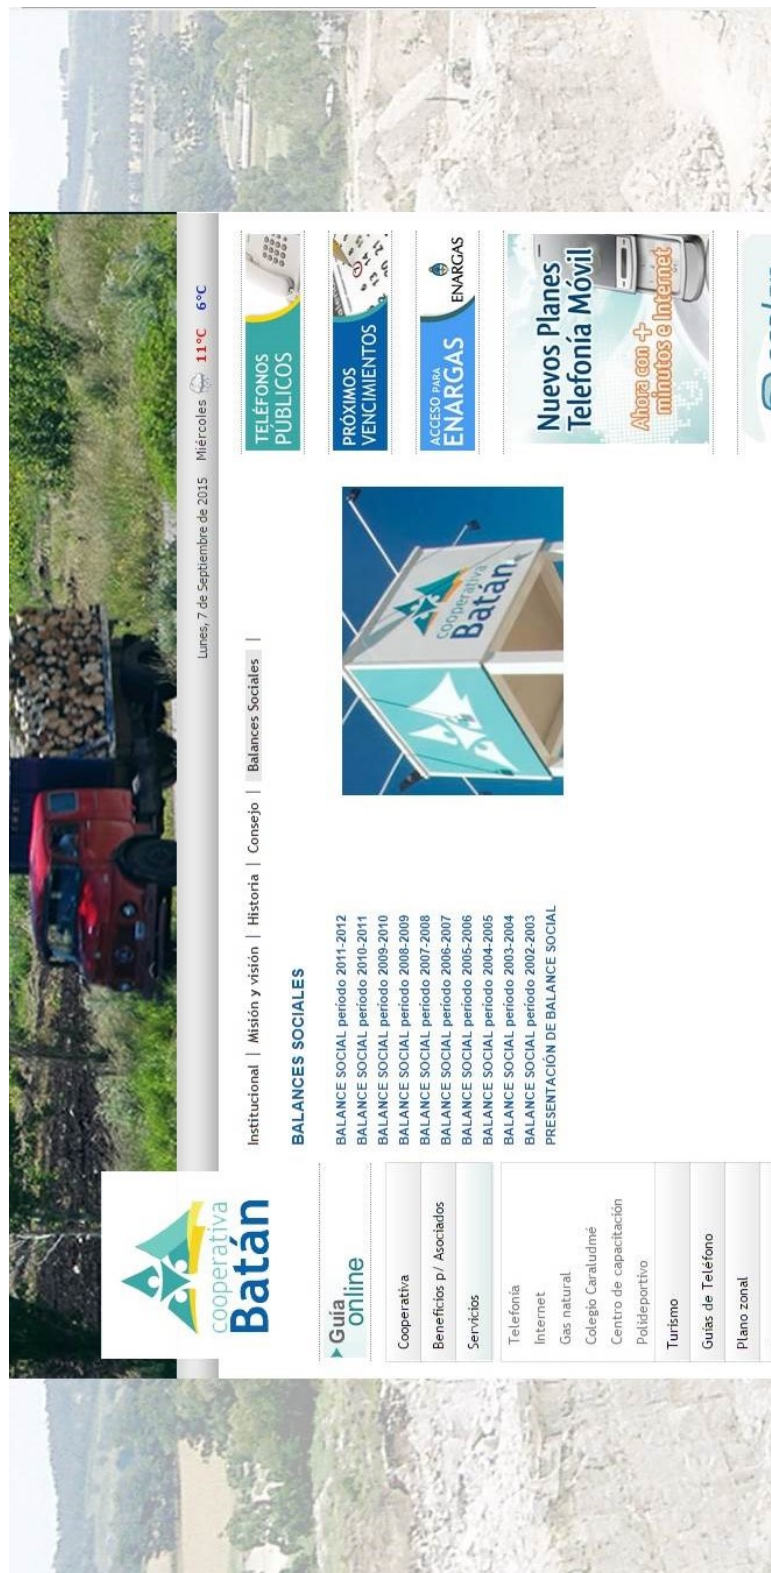 Lunes, 7 de Septiembre de 2015 Miércoles 11°C 6°C
cooperativa
Batán
Institucional | Misión y visión | Historia | Consejo | Balances Sociales |
BALANCES SOCIALES
BALANCE SOCIAL período 2011-2012
BALANCE SOCIAL período 2010-2011
BALANCE SOCIAL período 2009-2010
BALANCE SOCIAL período 2008-2009
BALANCE SOCIAL período 2007-2008
BALANCE SOCIAL período 2006-2007
BALANCE SOCIAL período 2005-2006
BALANCE SOCIAL período 2004-2005
BALANCE SOCIAL período 2003-2004
BALANCE SOCIAL período 2002-2003
PRESENTACIÓN DE BALANCE SOCIAL
Guía
online
Cooperativa
Beneficios p/ Asociados
Servicios
Telefonía
Internet
Gas natural
Colegio Caraludmé
Centro de capacitación
Polideportivo
Turismo
Guías de Teléfono
Plano zonal
cooperativa
Batán
TELÉFONOS
PÚBLICOS
PRÓXIMOS
VENCIMIENTOS
ACCESO PARA
ENARGAS
ENARGAS
Nuevos Planes
Telefonía Móvil
Ahora con +
minutos e Internet